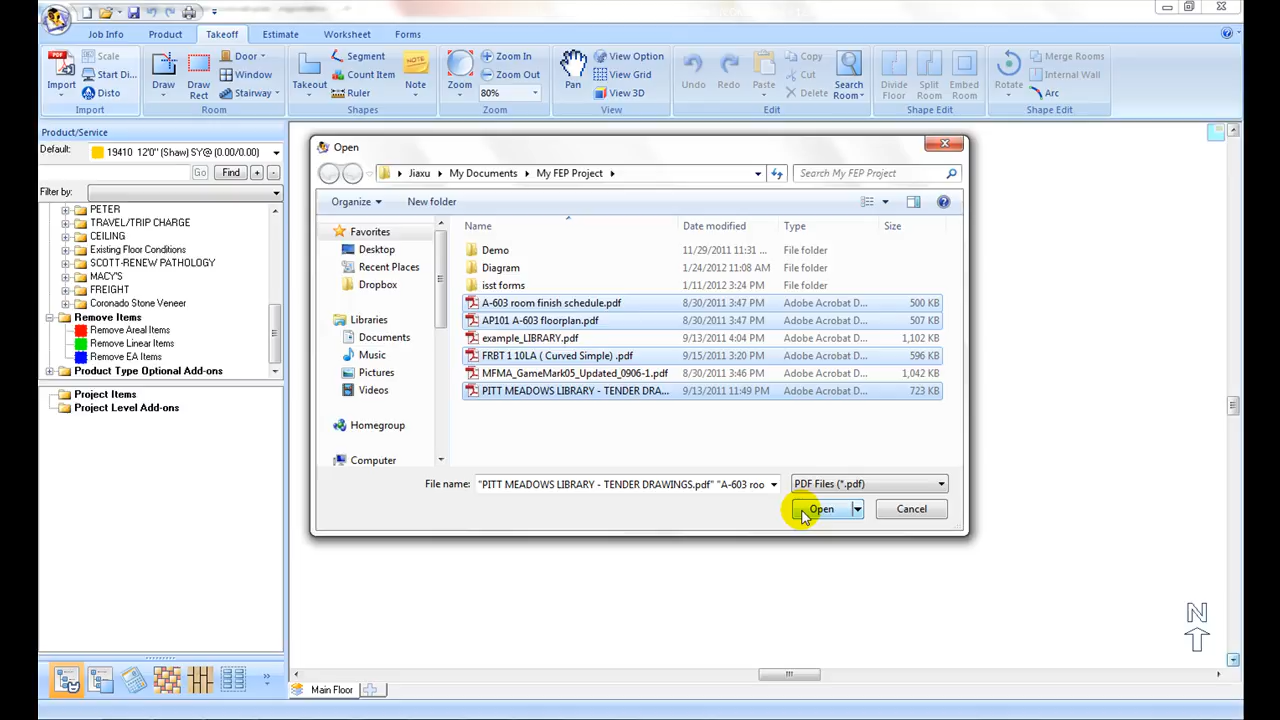 Job Info Product Takeoff Estimate Worksheet Forms
PDF
Import
Scale
Start Di...
Disto
Import
Draw
Draw
Rect
Door
Window
Stairway
Room
Takeoff
Segment
Count Item
Ruler
NOTE
Note
Shapes
Zoom
Zoom In
Zoom Out
80%
Zoom
Pan
View Option
View Grid
View 3D
View
Undo
Redo
Paste
Copy
Cut
Delete
Search
Room
Edit
Divide
Floor
Split
Room
Embed
Room
Shape Edit
Rotate
Merge Rooms
Internal Wall
Arc
Shape Edit
Product/Service
Default: 19410 12'0" (Shaw) SY@ (0.00/0.00)
Go Find + -
Filter by:
PETER
TRAVEL/TRIP CHARGE
CEILING
Existing Floor Conditions
SCOTT-RENEW PATHOLOGY
MACY'S
FREIGHT
Coronado Stone Veneer
Remove Items
Remove Areal Items
Remove Linear Items
Remove EA Items
Product Type Optional Add-ons
Project Items
Project Level Add-ons
Open
Jiaxu My Documents My FEP Project
Search My FEP Project
Organize New folder
Favorites
Desktop
Recent Places
Dropbox
Libraries
Documents
Music
Pictures
Videos
Homegroup
Computer
Name Date modified Type Size
Demo 11/29/2011 11:31 ... File folder
Diagram 1/24/2012 11:08 AM File folder
isst forms 1/11/2012 3:24 PM File folder
A-603 room finish schedule.pdf 8/30/2011 3:47 PM Adobe Acrobat D... 500 KB
AP101 A-603 floorplan.pdf 8/30/2011 3:47 PM Adobe Acrobat D... 507 KB
example_LIBRARY.pdf 9/13/2011 4:04 PM Adobe Acrobat D... 1,102 KB
FRBT 1 10LA ( Curved Simple) .pdf 9/15/2011 3:20 PM Adobe Acrobat D... 596 KB
MFMA_GameMark05_Updated_0906-1.pdf 8/30/2011 3:46 PM Adobe Acrobat D... 1,042 KB
PITT MEADOWS LIBRARY - TENDER DRA... 9/13/2011 11:49 PM Adobe Acrobat D... 723 KB
File name: "PITT MEADOWS LIBRARY - TENDER DRAWINGS.pdf" "A-603 roo PDF Files (*.pdf)
Open Cancel
N
Main Floor